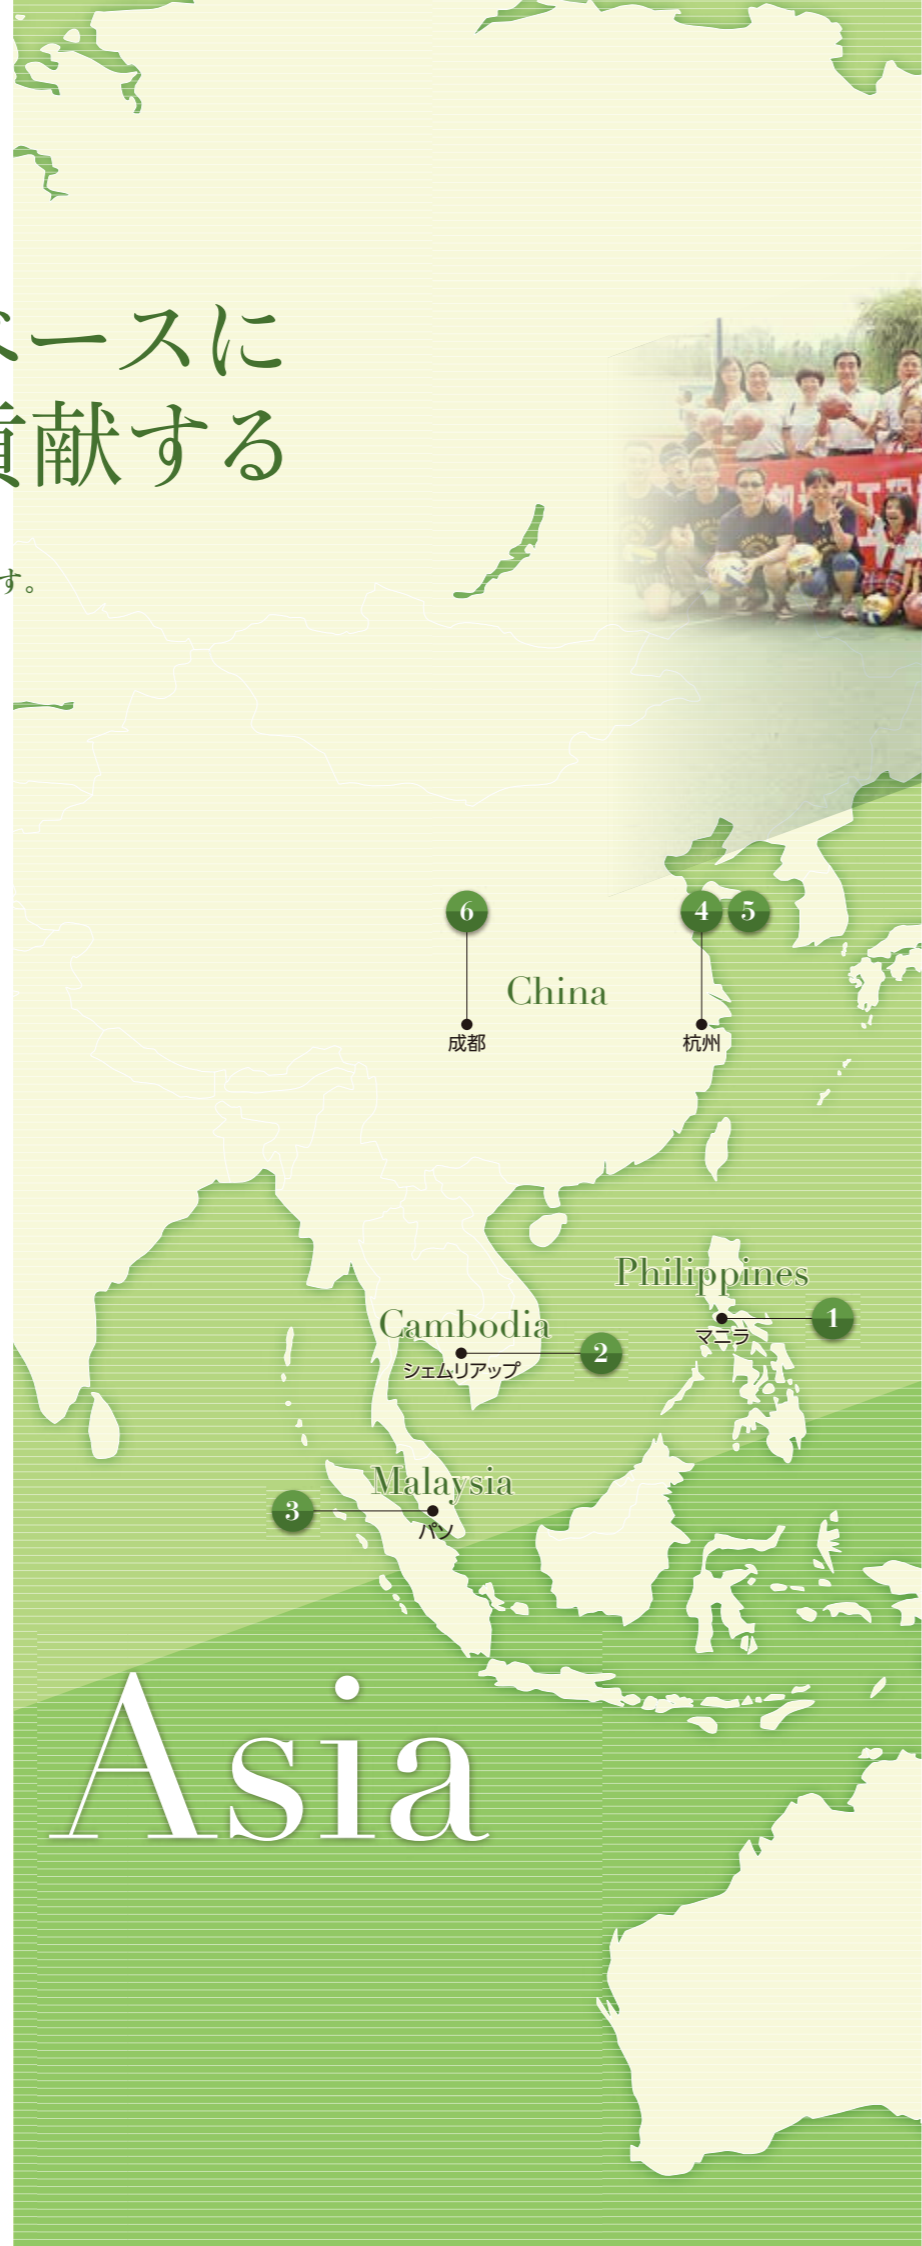 ースに
献する
す。
6
4 5
China
成都
杭州
Philippines
1
マニラ
Cambodia
2
シェムリアップ
Malaysia
3
パソ
Asia